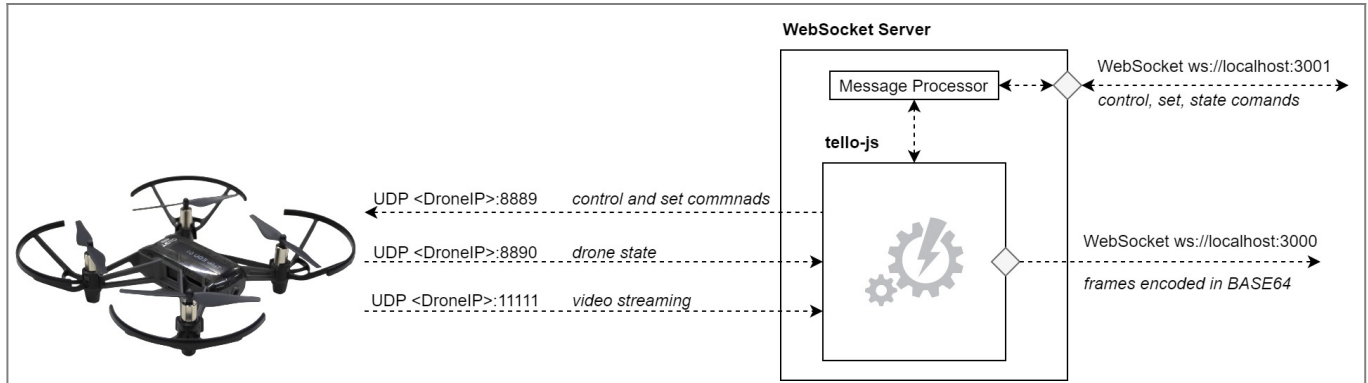 WebSocket Server
WebSocket ws://localhost:3001
Message Processor
control, set, state comands
tello-js
UDP <DroneIP>:8889 control and set commnads
WebSocket ws://localhost:3000
UDP <DroneIP>:8890 drone state
frames encoded in BASE64
UDP <DroneIP>:11111 video streaming